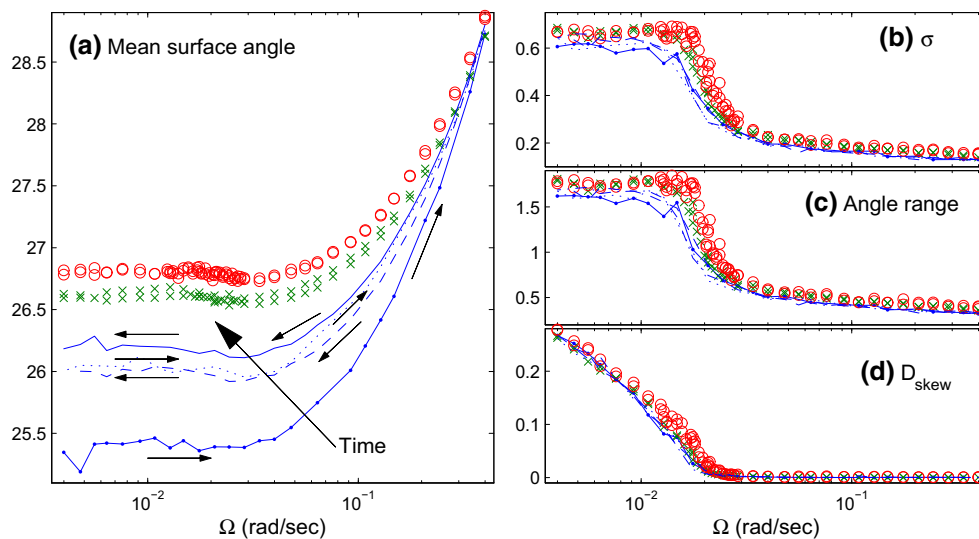 (a) Mean surface angle
28.5
28
27.5
27
26.5
26
25.5
Time
10⁻²
10⁻¹
Ω (rad/sec)
(b) σ
0.6
0.4
0.2
(c) Angle range
1.5
1
0.5
(d) D_skew
0.2
0.1
0
10⁻²
10⁻¹
Ω (rad/sec)